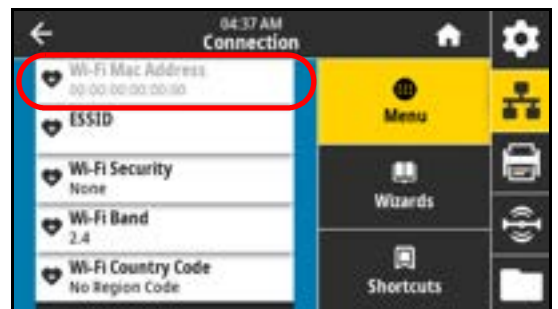 04:37 AM
Connection
Wi-Fi Mac Address
00:00:00:00:00:00
ESSID
Wi-Fi Security
None
Wi-Fi Band
2.4
Wi-Fi Country Code
No Region Code
Menu
Wizards
Shortcuts